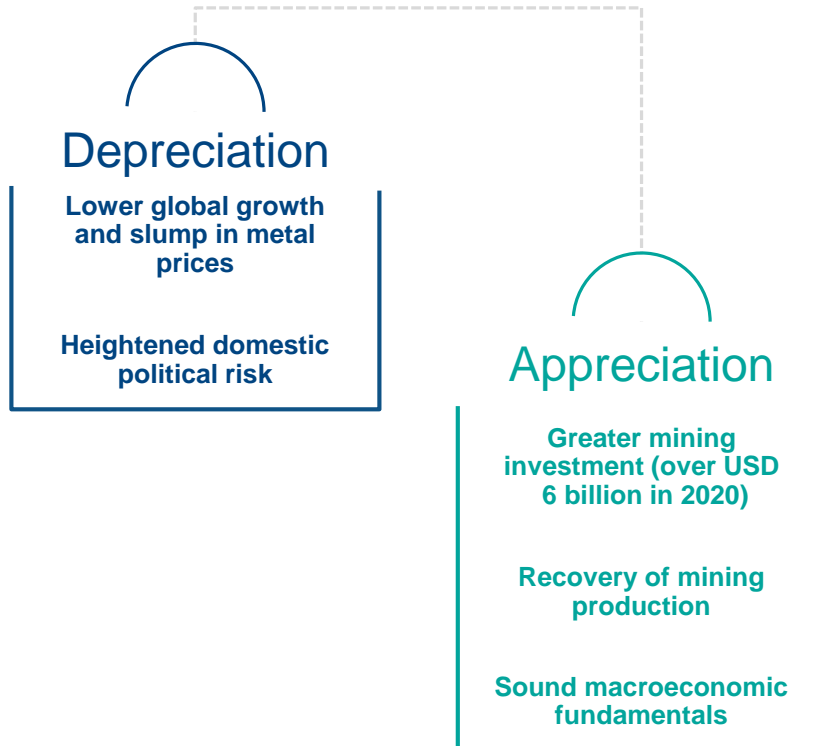 Depreciation
Lower global growth
and slump in metal
prices
Heightened domestic
political risk
Appreciation
Greater mining
investment (over USD
6 billion in 2020)
Recovery of mining
production
Sound macroeconomic
fundamentals